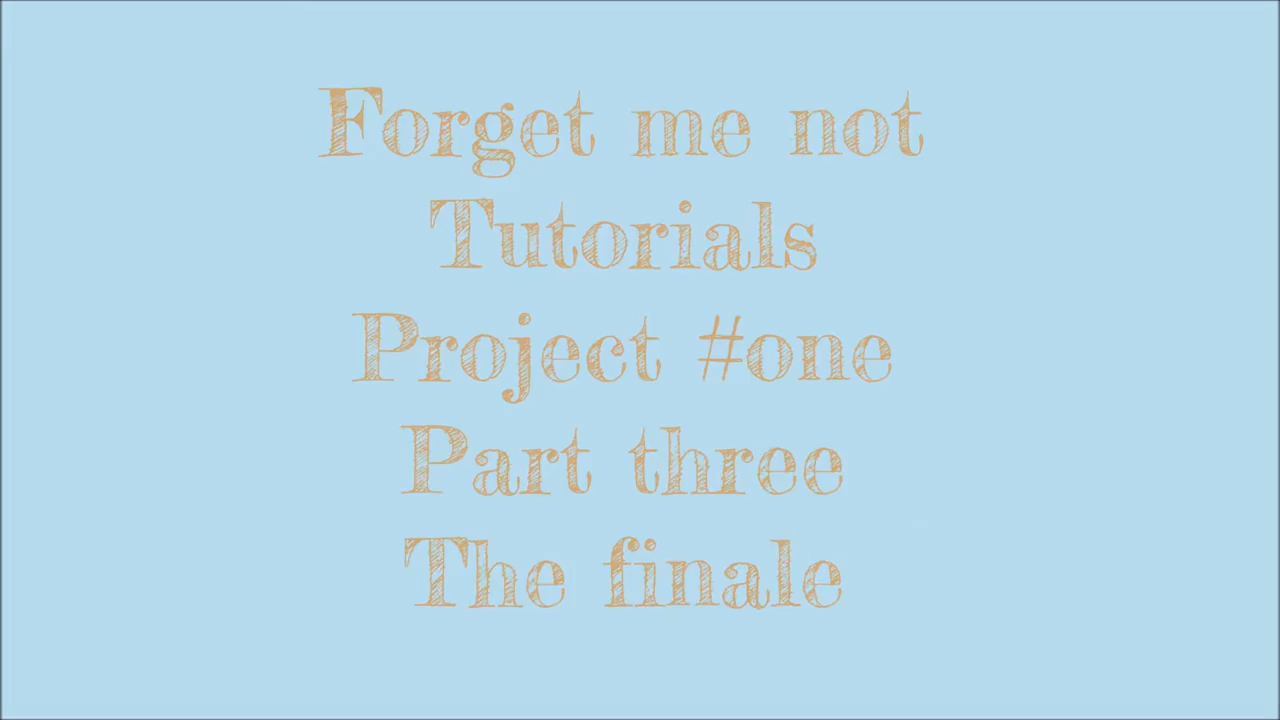 Forget me not
Tutorials
Project #one
Part three
The finale